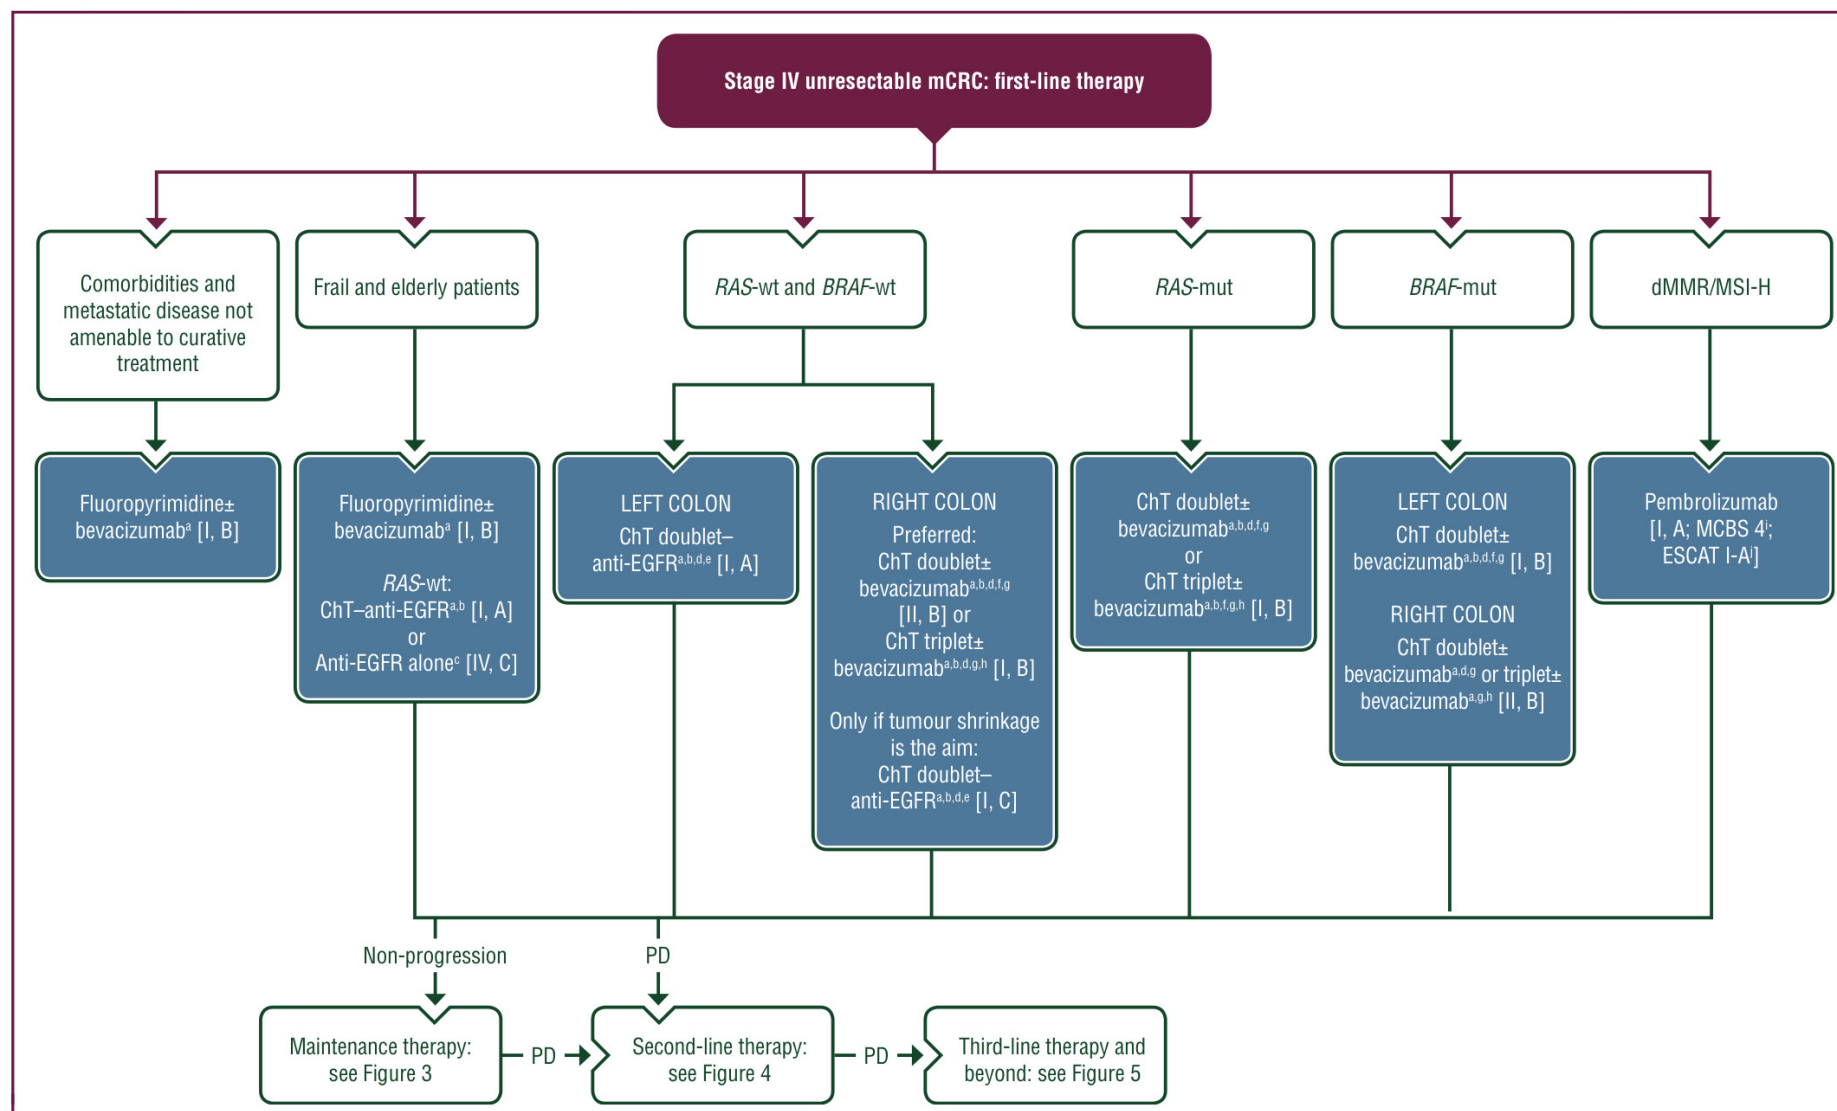 Stage IV unresectable mCRC: first-line therapy
Comorbidities and
metastatic disease not
amenable to curative
treatment
Frail and elderly patients
RAS-wt and BRAF-wt
RAS-mut
BRAF-mut
dMMR/MSI-H
Fluoropyrimidine±
bevacizumabᵃ [I, B]
Fluoropyrimidine±
bevacizumabᵃ [I, B]
RAS-wt:
ChT–anti-EGFRᵃ,ᵇ [I, A]
or
Anti-EGFR aloneᶜ [IV, C]
LEFT COLON
ChT doublet–
anti-EGFRᵃ,ᵇ,ᵈ,ᵉ [I, A]
RIGHT COLON
Preferred:
ChT doublet±
bevacizumabᵃ,ᵇ,ᵈ,ᶠ,ᵍ
[II, B] or
ChT triplet±
bevacizumabᵃ,ᵇ,ᵈ,ᵍ,ʰ [I, B]
Only if tumour shrinkage
is the aim:
ChT doublet–
anti-EGFRᵃ,ᵇ,ᵈ,ᵉ [I, C]
ChT doublet±
bevacizumabᵃ,ᵇ,ᵈ,ᶠ,ᵍ
or
ChT triplet±
bevacizumabᵃ,ᵇ,ᶠ,ᵍ,ʰ [I, B]
LEFT COLON
ChT doublet±
bevacizumabᵃ,ᵇ,ᵈ,ᶠ,ᵍ [I, B]
RIGHT COLON
ChT doublet±
bevacizumabᵃ,ᵈ,ᵍ or triplet±
bevacizumabᵃ,ᵍ,ʰ [II, B]
Pembrolizumab
[I, A; MCBS 4ⁱ;
ESCAT I-Aʲ]
Non-progression
PD
Maintenance therapy:
see Figure 3
PD
Second-line therapy:
see Figure 4
PD
Third-line therapy and
beyond: see Figure 5